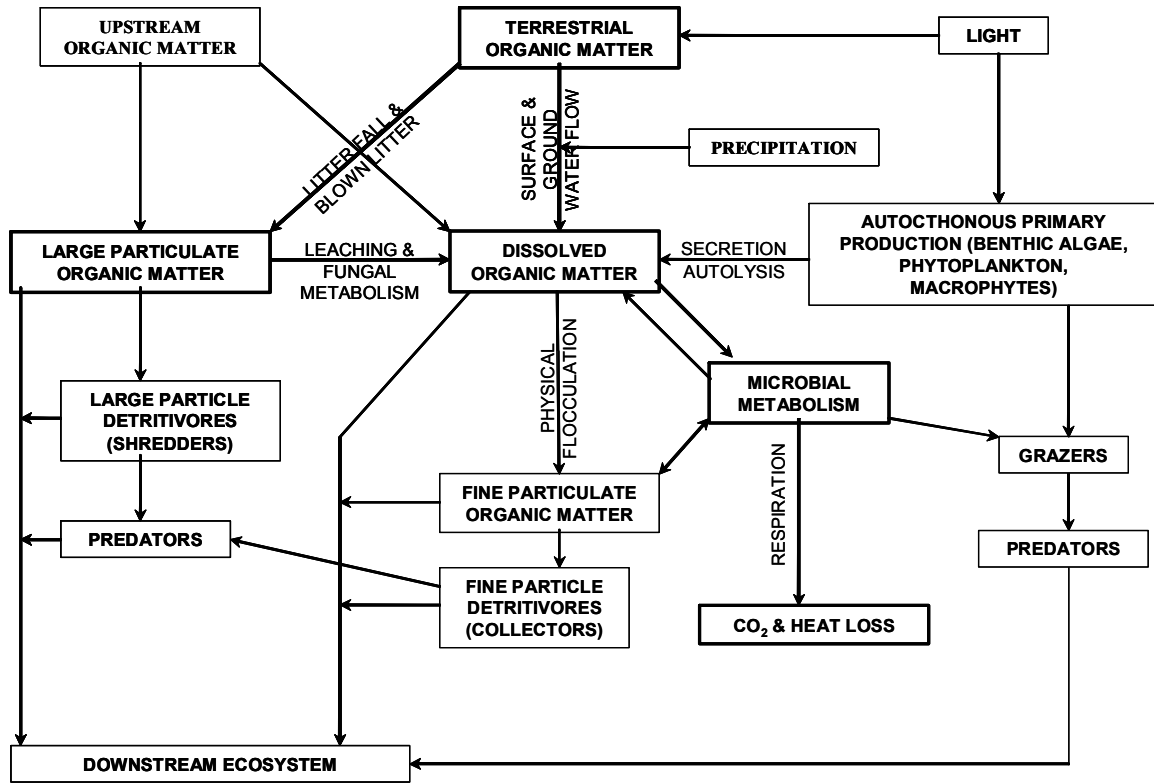 UPSTREAM
ORGANIC MATTER
TERRESTRIAL
ORGANIC MATTER
LIGHT
LITTER FALL &
BLOWN LITTER
SURFACE &
GROUND
WATER FLOW
PRECIPITATION
LARGE PARTICULATE
ORGANIC MATTER
LEACHING &
FUNGAL
METABOLISM
DISSOLVED
ORGANIC MATTER
SECRETION
AUTOLYSIS
AUTOCTHONOUS PRIMARY
PRODUCTION (BENTHIC ALGAE,
PHYTOPLANKTON,
MACROPHYTES)
PHYSICAL
FLOCCULATION
MICROBIAL
METABOLISM
LARGE PARTICLE
DETRITIVORES
(SHREDDERS)
GRAZERS
FINE PARTICULATE
ORGANIC MATTER
RESPIRATION
PREDATORS
PREDATORS
FINE PARTICLE
DETRITIVORES
(COLLECTORS)
CO₂ & HEAT LOSS
DOWNSTREAM ECOSYSTEM